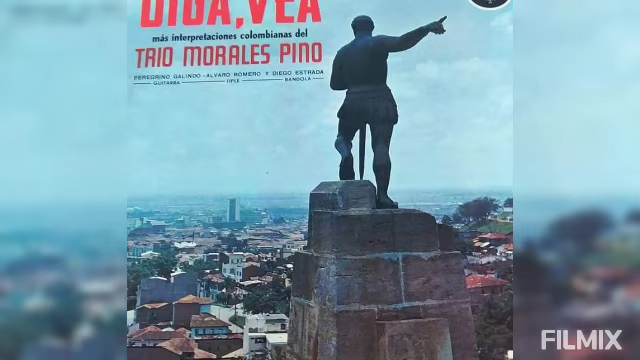 OIGA, VEA
más interpretaciones colombianas del
TRIO MORALES PINO
PEREGRINO GALINDO - ALVARO ROMERO Y DIEGO ESTRADA
GUITARRA TIPLE BANDOLA
FILMIX